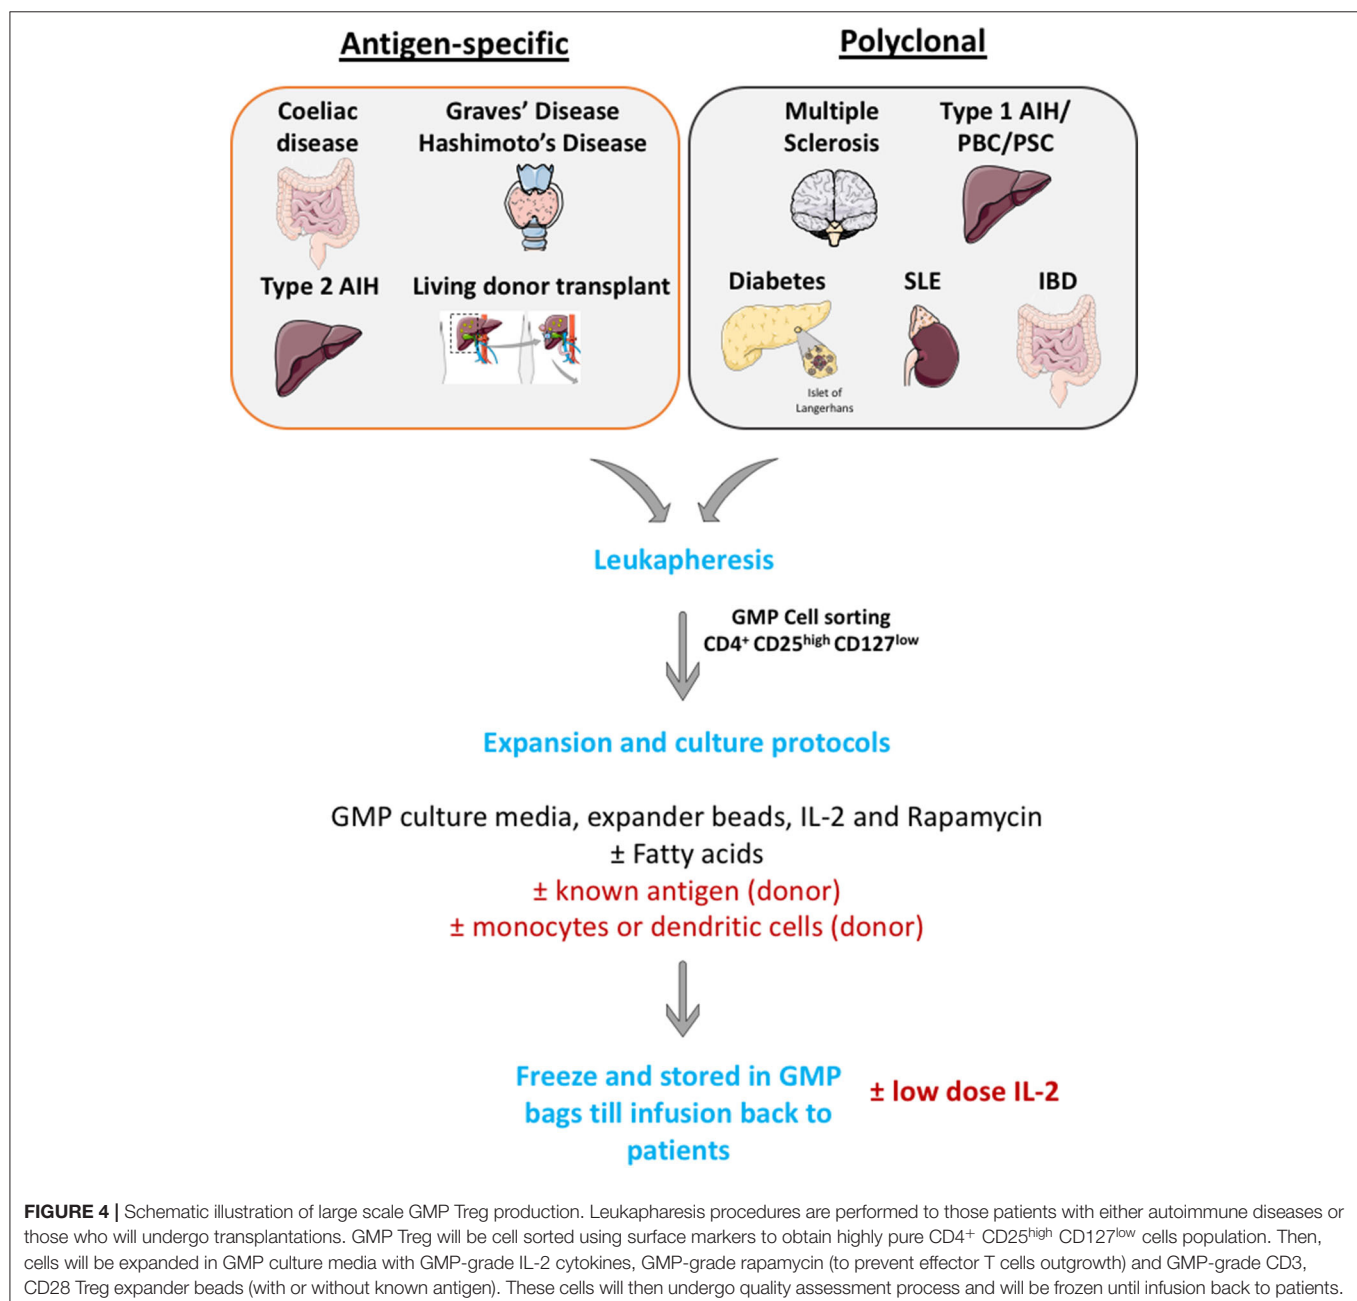 Antigen-specific
Polyclonal
Coeliac
disease
Graves’ Disease
Hashimoto’s Disease
Multiple
Sclerosis
Type 1 AIH/
PBC/PSC
Type 2 AIH
Living donor transplant
Diabetes
SLE
IBD
Islet of
Langerhans
Leukapheresis
GMP Cell sorting
CD4⁺ CD25ʰⁱᵍʰ CD127ˡᵒʷ
Expansion and culture protocols
GMP culture media, expander beads, IL-2 and Rapamycin
± Fatty acids
± known antigen (donor)
± monocytes or dendritic cells (donor)
Freeze and stored in GMP
bags till infusion back to
patients
± low dose IL-2
FIGURE 4 | Schematic illustration of large scale GMP Treg production. Leukapharesis procedures are performed to those patients with either autoimmune diseases or
those who will undergo transplantations. GMP Treg will be cell sorted using surface markers to obtain highly pure CD4⁺ CD25ʰⁱᵍʰ CD127ˡᵒʷ cells population. Then,
cells will be expanded in GMP culture media with GMP-grade IL-2 cytokines, GMP-grade rapamycin (to prevent effector T cells outgrowth) and GMP-grade CD3,
CD28 Treg expander beads (with or without known antigen). These cells will then undergo quality assessment process and will be frozen until infusion back to patients.